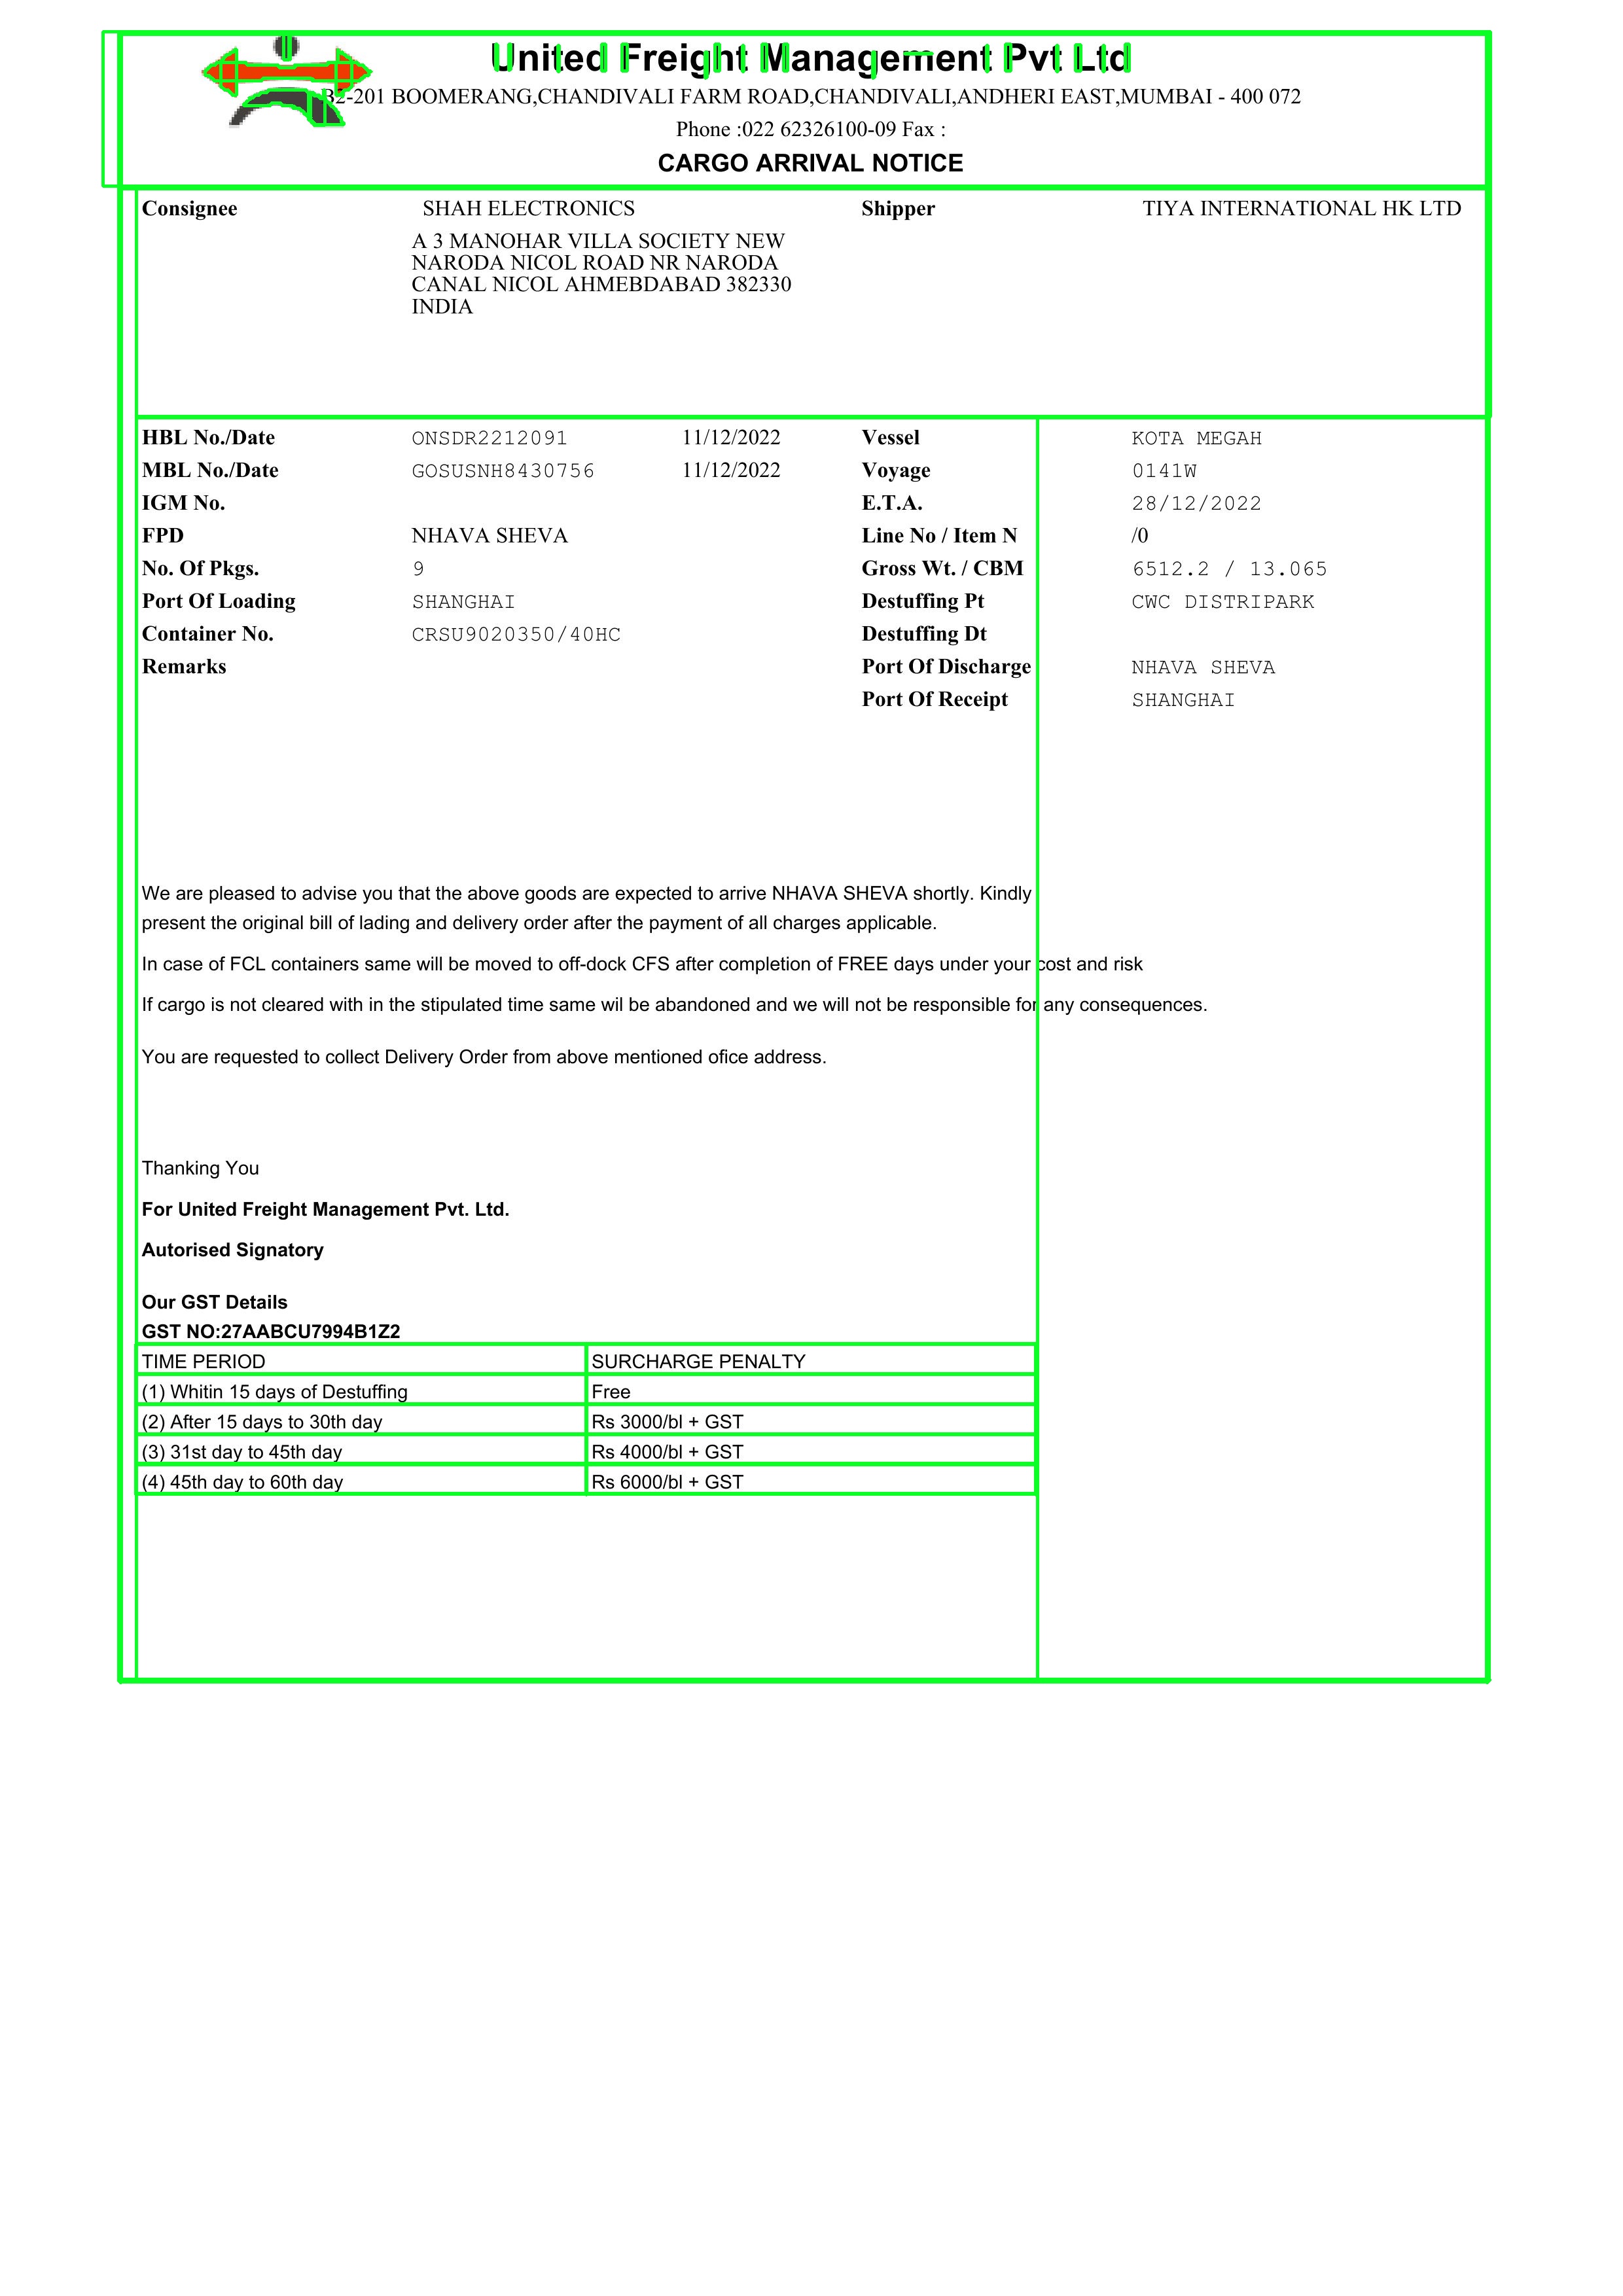 United Freight Management Pvt Ltd
B2-201 BOOMERANG,CHANDIVALI FARM ROAD,CHANDIVALI,ANDHERI EAST,MUMBAI - 400 072
Phone :022 62326100-09 Fax :
CARGO ARRIVAL NOTICE
Consignee SHAH ELECTRONICS Shipper TIYA INTERNATIONAL HK LTD
A 3 MANOHAR VILLA SOCIETY NEW
NARODA NICOL ROAD NR NARODA
CANAL NICOL AHMEBDABAD 382330
INDIA
HBL No./Date ONSDR2212091 11/12/2022 Vessel KOTA MEGAH
MBL No./Date GOSUSNH8430756 11/12/2022 Voyage 0141W
IGM No. E.T.A. 28/12/2022
FPD NHAVA SHEVA Line No / Item N /0
No. Of Pkgs. 9 Gross Wt. / CBM 6512.2 / 13.065
Port Of Loading SHANGHAI Destuffing Pt CWC DISTRIPARK
Container No. CRSU9020350/40HC Destuffing Dt
Remarks Port Of Discharge NHAVA SHEVA
Port Of Receipt SHANGHAI
We are pleased to advise you that the above goods are expected to arrive NHAVA SHEVA shortly. Kindly
present the original bill of lading and delivery order after the payment of all charges applicable.
In case of FCL containers same will be moved to off-dock CFS after completion of FREE days under your cost and risk
If cargo is not cleared with in the stipulated time same wil be abandoned and we will not be responsible for any consequences.
You are requested to collect Delivery Order from above mentioned ofice address.
Thanking You
For United Freight Management Pvt. Ltd.
Autorised Signatory
Our GST Details
GST NO:27AABCU7994B1Z2
TIME PERIOD SURCHARGE PENALTY
(1) Whitin 15 days of Destuffing Free
(2) After 15 days to 30th day Rs 3000/bl + GST
(3) 31st day to 45th day Rs 4000/bl + GST
(4) 45th day to 60th day Rs 6000/bl + GST